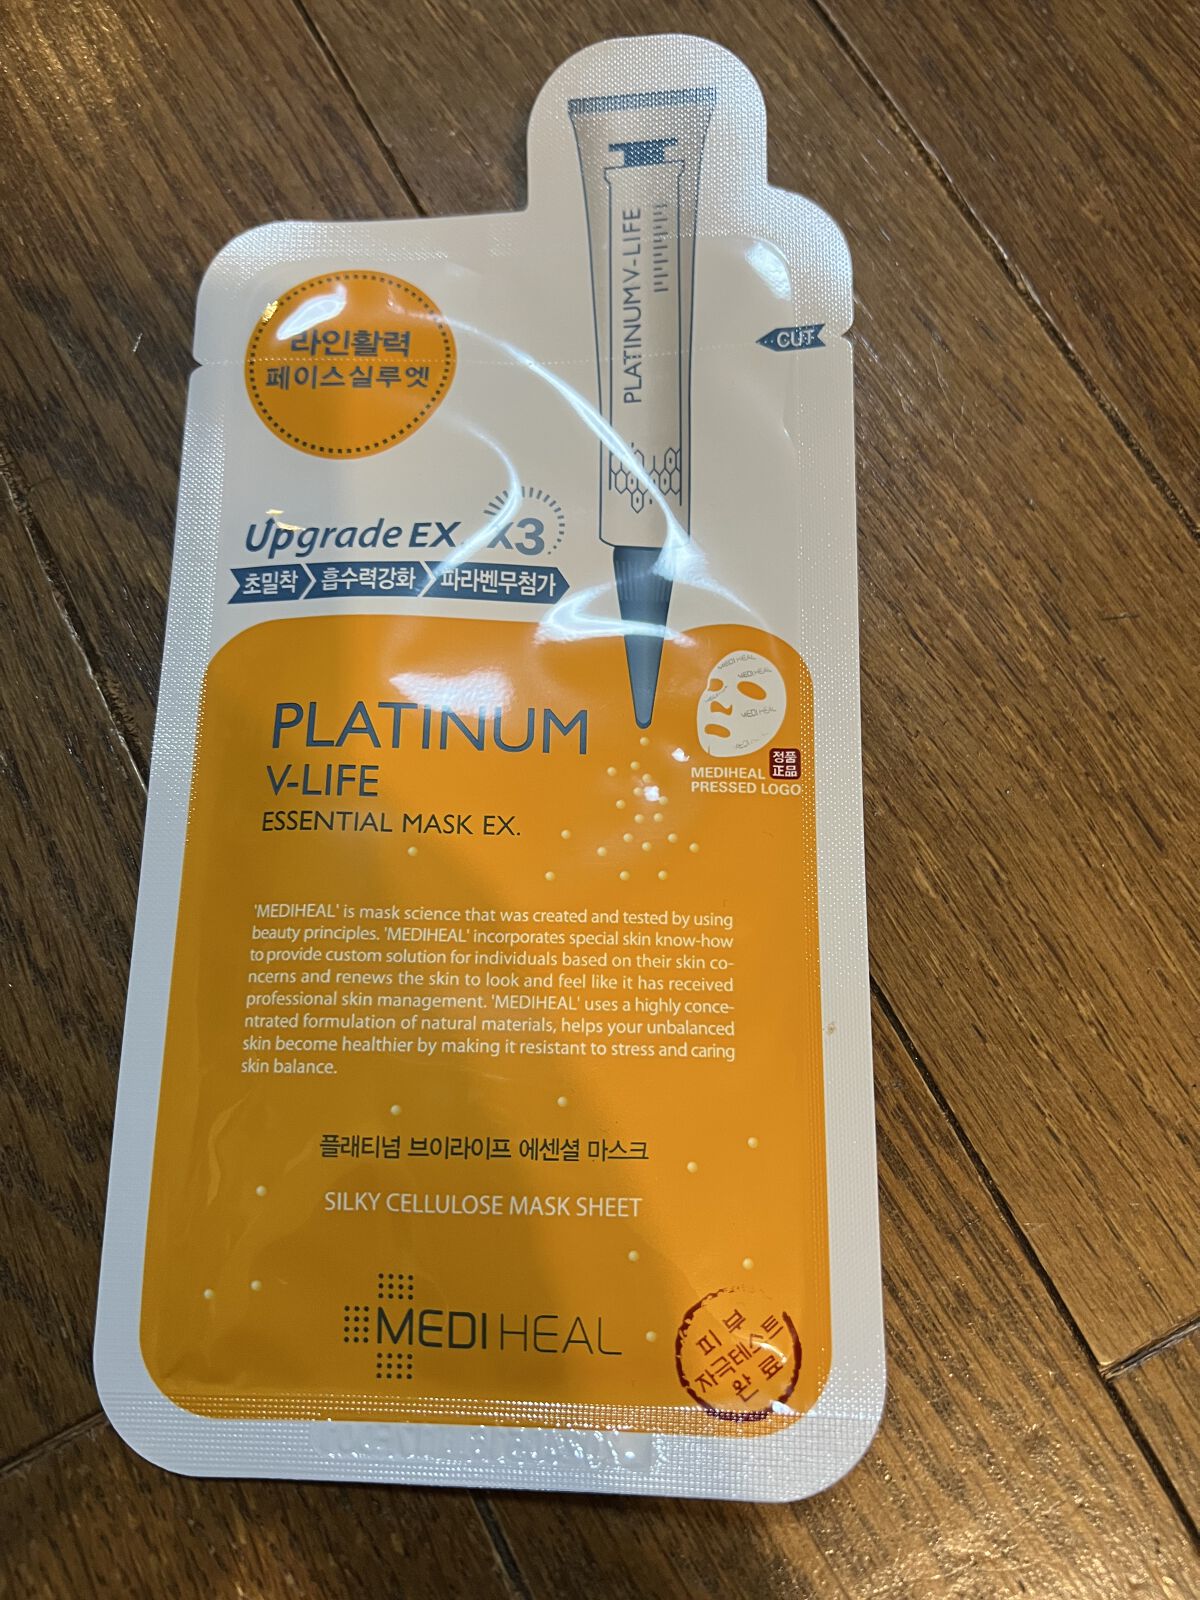 PLATINUM V-LIFE
CUT
라인활력
페이스실루엣
Upgrade EX. x3
초밀착 흡수력강화 파라벤무첨가
PLATINUM
V-LIFE
ESSENTIAL MASK EX.
MEDIHEAL
MEDIHEAL
MEDIHEAL
MEDIHEAL
MEDIHEAL 정품
正品
PRESSED LOGO
'MEDIHEAL' is mask science that was created and tested by using
beauty principles. 'MEDIHEAL' incorporates special skin know-how
to provide custom solution for individuals based on their skin co-
ncerns and renews the skin to look and feel like it has received
professional skin management. 'MEDIHEAL' uses a highly conce-
ntrated formulation of natural materials, helps your unbalanced
skin become healthier by making it resistant to stress and caring
skin balance.
플래티넘 브이라이프 에센셜 마스크
SILKY CELLULOSE MASK SHEET
MEDIHEAL
피부
자극테스트
완료